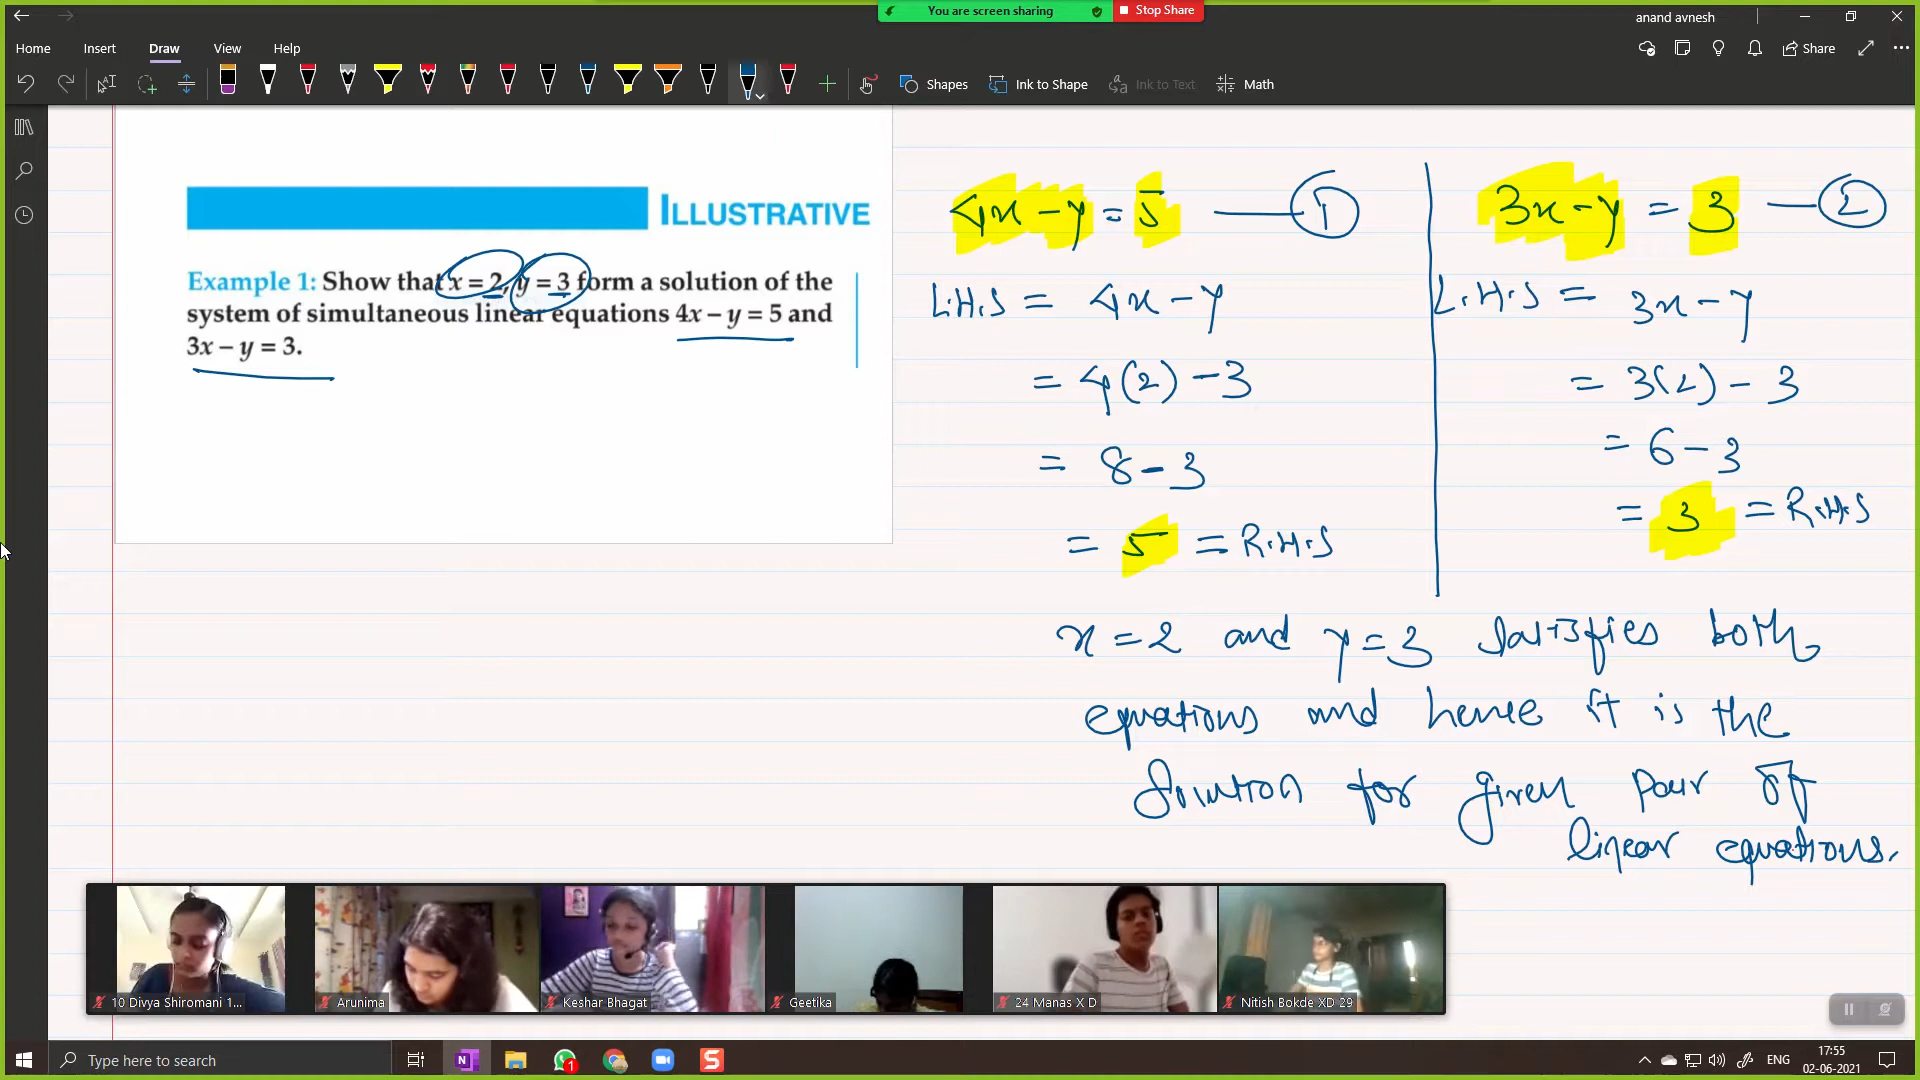 You are screen sharing
Stop Share
anand avnesh
Home Insert Draw View Help
Share
Shapes
Ink to Shape
Ink to Text
Math
ILLUSTRATIVE
Example 1: Show that x = 2, y = 3 form a solution of the
system of simultaneous linear equations 4x – y = 5 and
3x – y = 3.
4x - y = 5 — 1
L.H.S = 4x - y
= 4(2) - 3
= 8 - 3
= 5 = R.H.S
3x - y = 3 — 2
L.H.S = 3x - y
= 3(2) - 3
= 6 - 3
= 3 = R.H.S
x = 2 and y = 3 satisfies both
equations and hence it is the
solution for given pair of
linear equations.
10 Divya Shiromani 1...
Arunima
Keshar Bhagat
Geetika
24 Manas X D
Nitish Bokde XD 29
Type here to search
N
1
S
ENG
17:55
02-06-2021